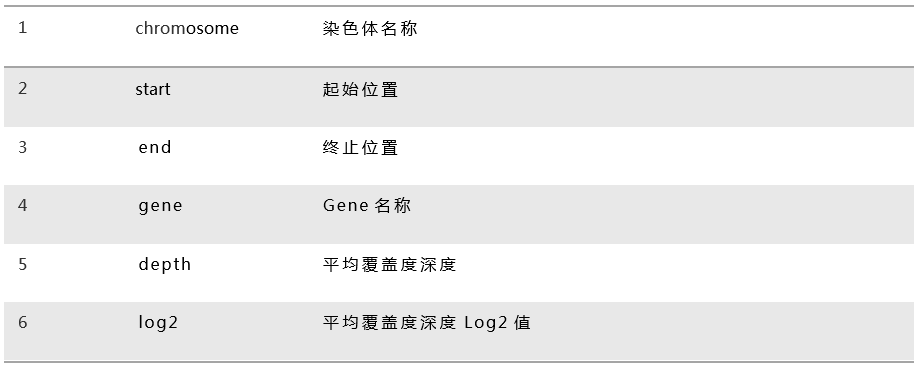 1 chromosome 染色体名称
2 start 起始位置
3 end 终止位置
4 gene Gene 名称
5 depth 平均覆盖度深度
6 log2 平均覆盖度深度 Log2 值